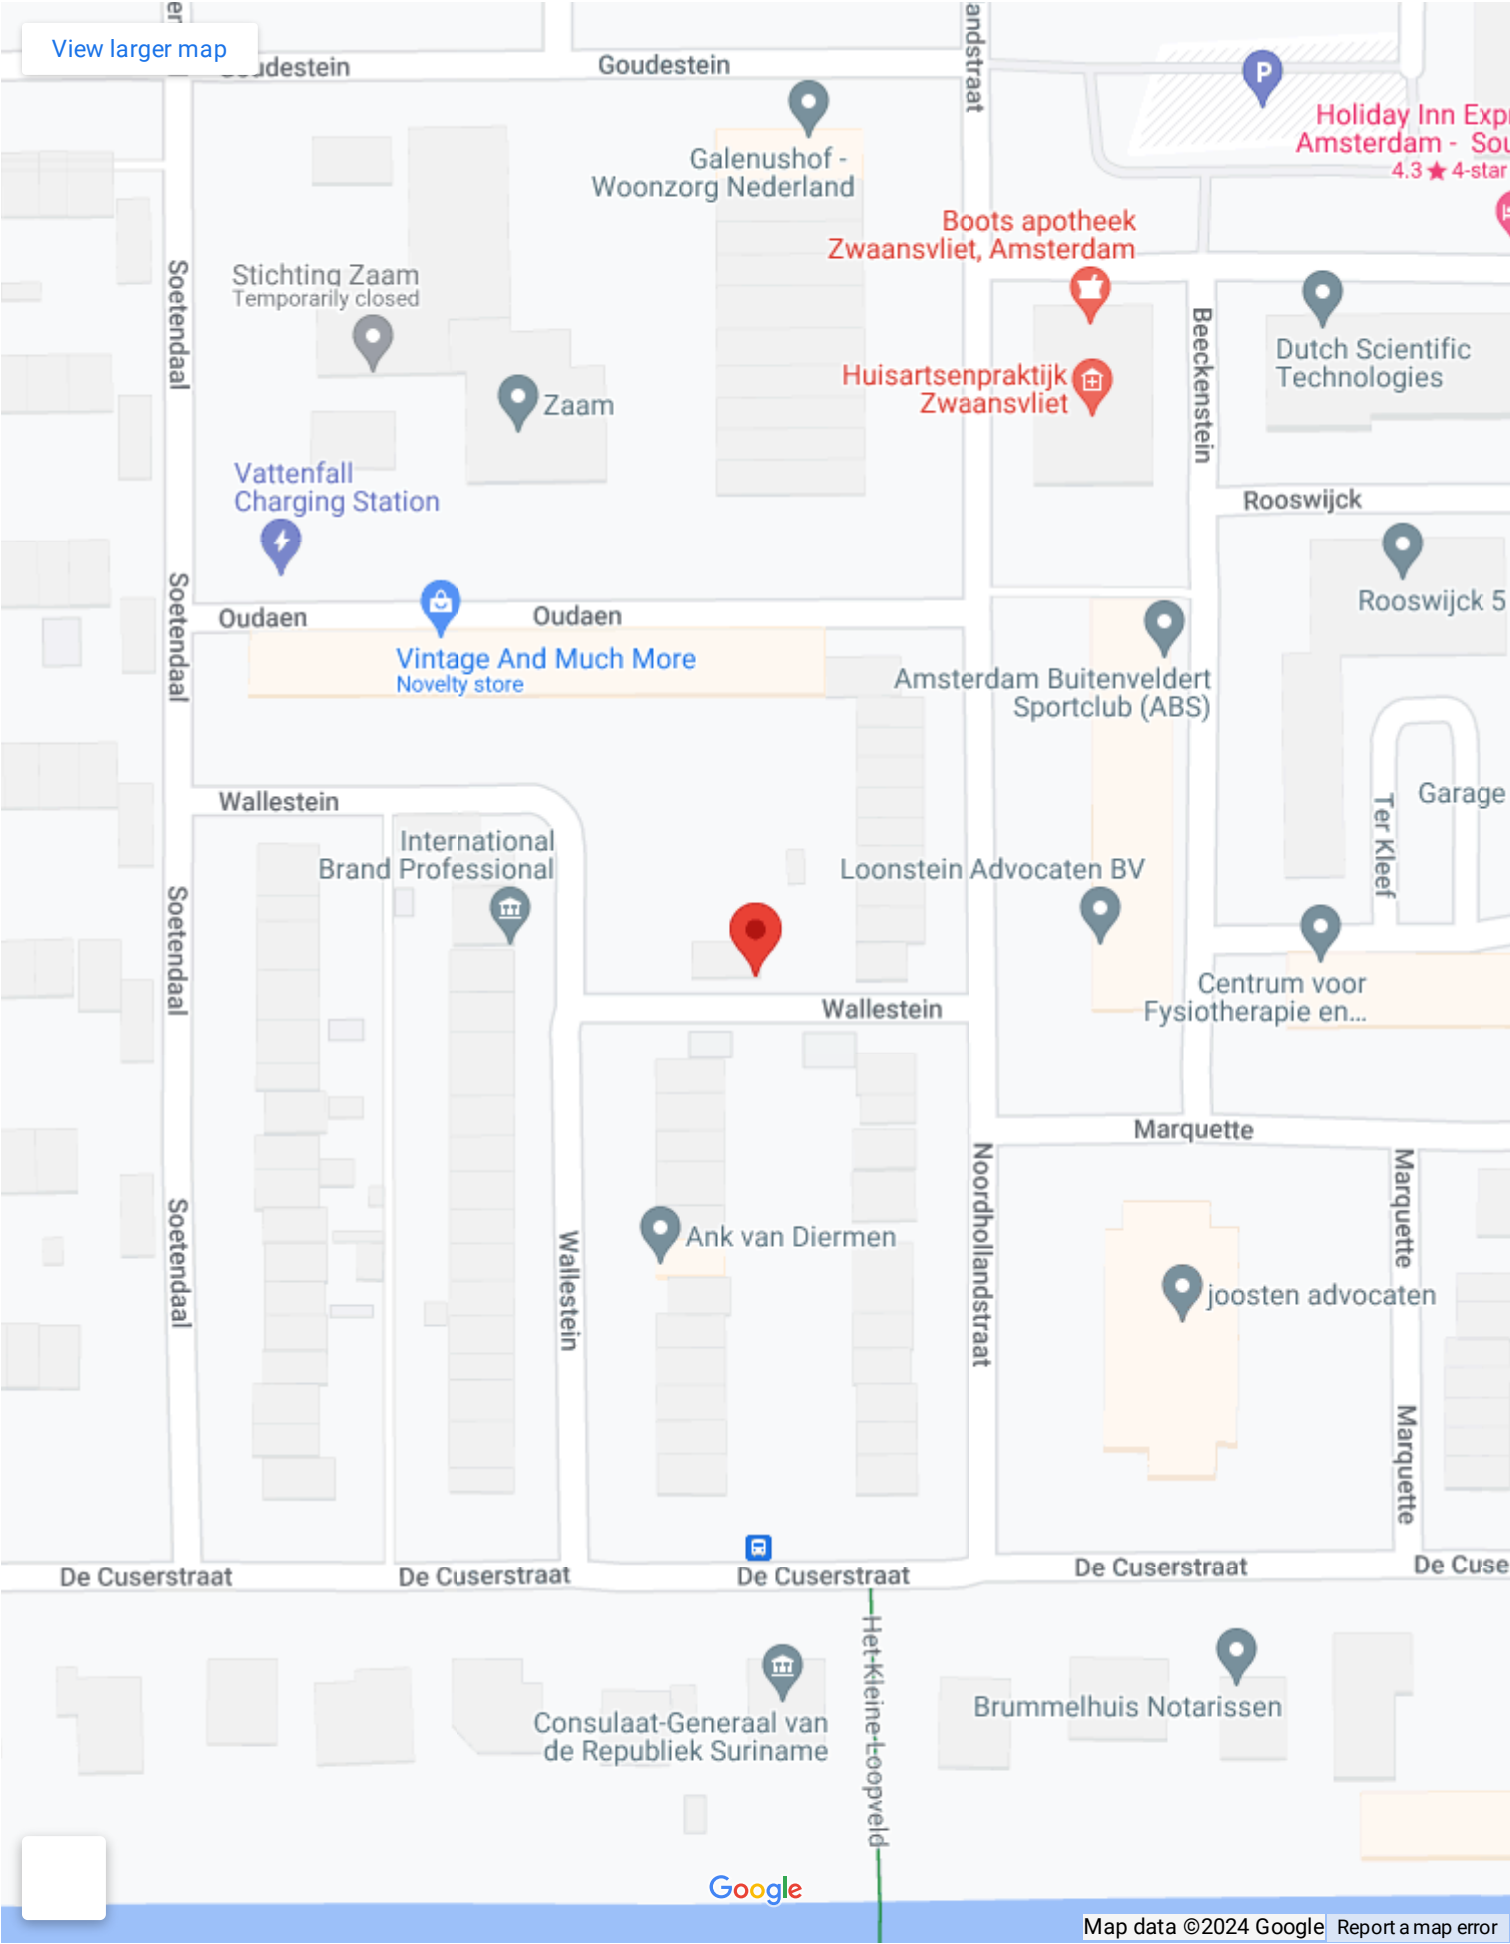 View larger map
Goudestein
andstraat
Holiday Inn Exp
Amsterdam - Sou
4.3 ★ 4-star
P
Galenushof -
Woonzorg Nederland
Boots apotheek
Zwaansvliet, Amsterdam
Stichting Zaam
Temporarily closed
Soetendaal
Beeckenstein
Dutch Scientific
Technologies
Huisartsenpraktijk
Zwaansvliet
Zaam
Vattenfall
Charging Station
Rooswijck
Rooswijck 5
Soetendaal
Oudaen
Oudaen
Vintage And Much More
Novelty store
Amsterdam Buitenveldert
Sportclub (ABS)
Wallestein
Garage
Ter Kleef
International
Brand Professional
Loonstein Advocaten BV
Soetendaal
Centrum voor
Fysiotherapie en...
Wallestein
Marquette
Noordhollandstraat
Marquette
Soetendaal
Wallestein
Ank van Diermen
joosten advocaten
Marquette
De Cuserstraat
De Cuserstraat
De Cuserstraat
De Cuserstraat
De Cuse
Het-Kleine-Loopveld
Brummelhuis Notarissen
Consulaat-Generaal van
de Republiek Suriname
Google
Map data ©2024 Google
Report a map error